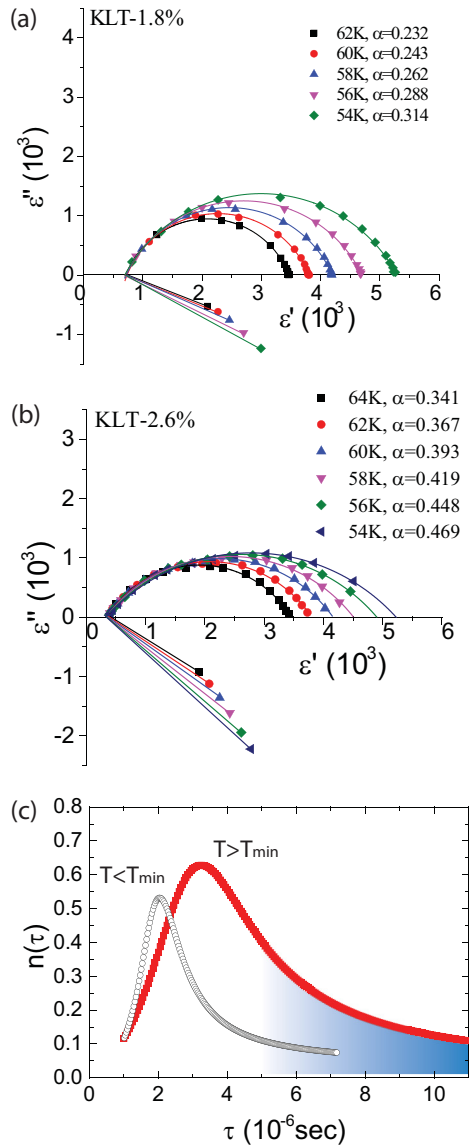 (a)
KLT-1.8%
62K, α=0.232
60K, α=0.243
58K, α=0.262
56K, α=0.288
54K, α=0.314
4
3
2
1
0
-1
ε'' (10³)
1 2 3 4 5 6
ε' (10³)
(b)
KLT-2.6%
64K, α=0.341
62K, α=0.367
60K, α=0.393
58K, α=0.419
56K, α=0.448
54K, α=0.469
3
2
1
0
-1
-2
ε'' (10³)
0 1 2 3 4 5 6
ε' (10³)
(c)
0.8
0.7
0.6
0.5
0.4
0.3
0.2
0.1
0.0
n(τ)
T<Tmin
T>Tmin
0 2 4 6 8 10
τ (10⁻⁶sec)